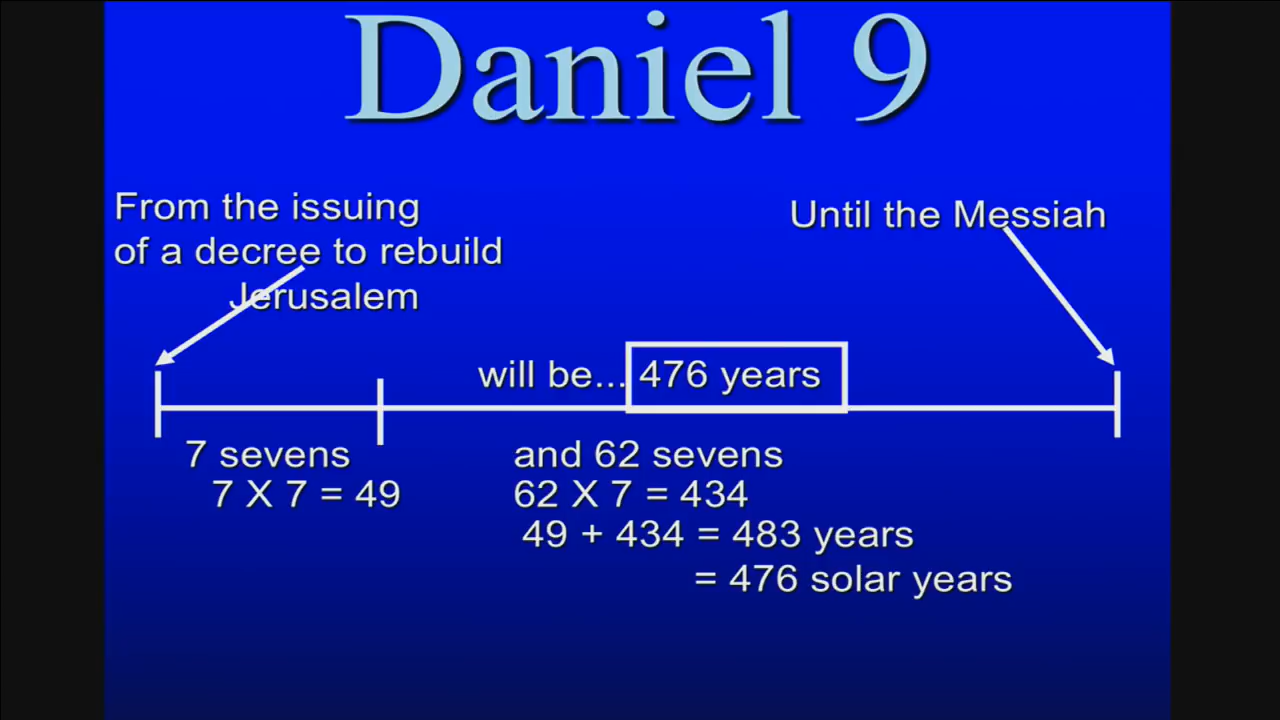 Daniel 9
From the issuing
of a decree to rebuild
Jerusalem
Until the Messiah
will be... 476 years
7 sevens
7 X 7 = 49
and 62 sevens
62 X 7 = 434
49 + 434 = 483 years
= 476 solar years